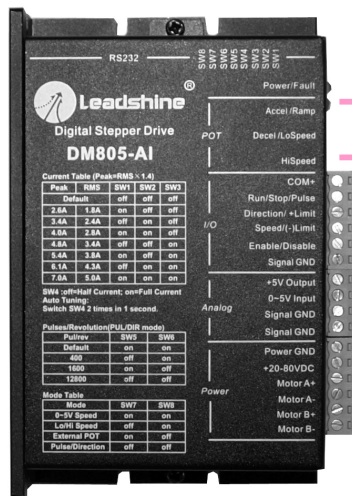 RS232
SW8
SW7
SW6
SW5
SW4
SW3
SW2
SW1
Leadshine®
Digital Stepper Drive
DM805-AI
Current Table (Peak=RMS×1.4)
Peak RMS SW1 SW2 SW3
Default off off off
2.6A 1.8A on off off
3.4A 2.4A off on off
4.0A 2.8A on on off
4.8A 3.4A off off on
5.4A 3.8A on off on
6.1A 4.3A off on on
7.0A 5.0A on on on
SW4 :off=Half Current; on=Full Current
Auto Tuning:
Switch SW4 2 times in 1 second.
Pulses/Revolution(PUL/DIR mode)
Pul/rev SW5 SW6
Default on on
400 off on
1600 on off
12800 off off
Mode Table
Mode SW7 SW8
0~5V Speed on on
Lo/Hi Speed off on
External POT on off
Pulse/Direction off off
Power/Fault
POT
Accel /Ramp
Decel /LoSpeed
HiSpeed
I/O
COM+
Run/Stop/Pulse
Direction/ +Limit
Speed/(-)Limit
Enable/Disable
Signal GND
Analog
+5V Output
0~5V Input
Signal GND
Signal GND
Power
Power GND
+20-80VDC
Motor A+
Motor A-
Motor B+
Motor B-